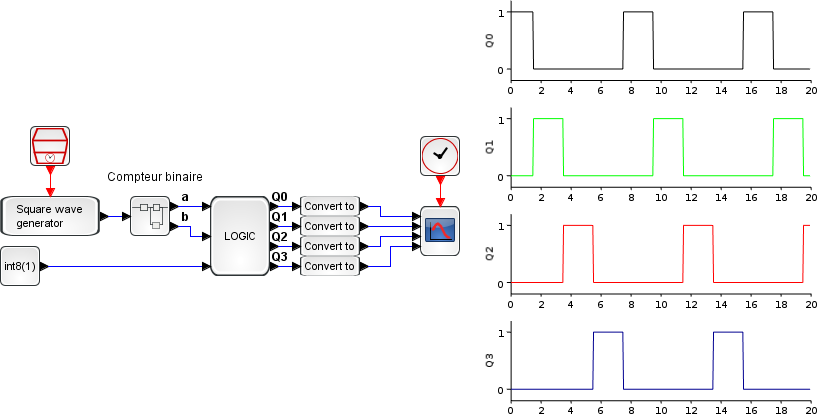 Compteur binaire
Square wave
generator
a
b
int8(1)
LOGIC
Q0
Q1
Q2
Q3
Convert to
Convert to
Convert to
Convert to
Q0
1
0
0 2 4 6 8 10 12 14 16 18 20
Q1
1
0
0 2 4 6 8 10 12 14 16 18 20
Q2
1
0
0 2 4 6 8 10 12 14 16 18 20
Q3
1
0
0 2 4 6 8 10 12 14 16 18 20